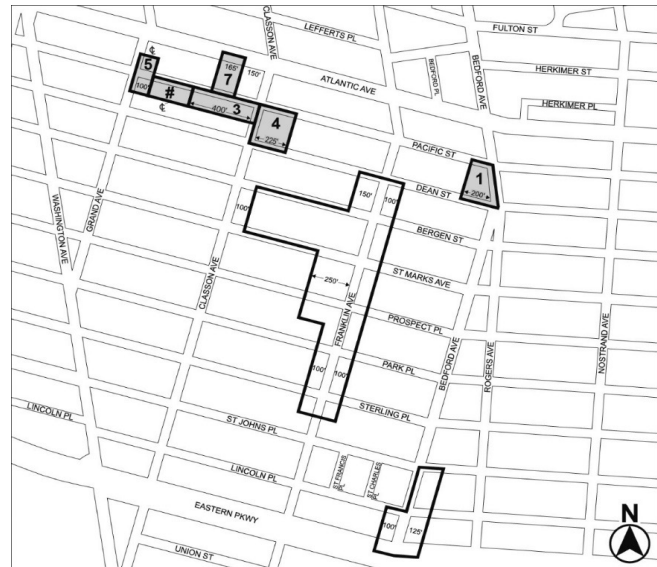 LEFFERTS PL
CLASSON AVE
FULTON ST
HERKIMER ST
BEDFORD PL
BEDFORD AVE
HERKIMER PL
ATLANTIC AVE
℄
5
100'
#
℄
165'
7
150'
400'
3
4
225'
PACIFIC ST
1
200'
DEAN ST
150'
100'
100'
BERGEN ST
WASHINGTON AVE
GRAND AVE
CLASSON AVE
250'
ST MARKS AVE
FRANKLIN AVE
PROSPECT PL
PARK PL
BEDFORD AVE
ROGERS AVE
NOSTRAND AVE
100'
100'
STERLING PL
LINCOLN PL
ST JOHNS PL
LINCOLN PL
ST FRANCIS PL
ST CHARLES PL
EASTERN PKWY
100'
125'
UNION ST
N